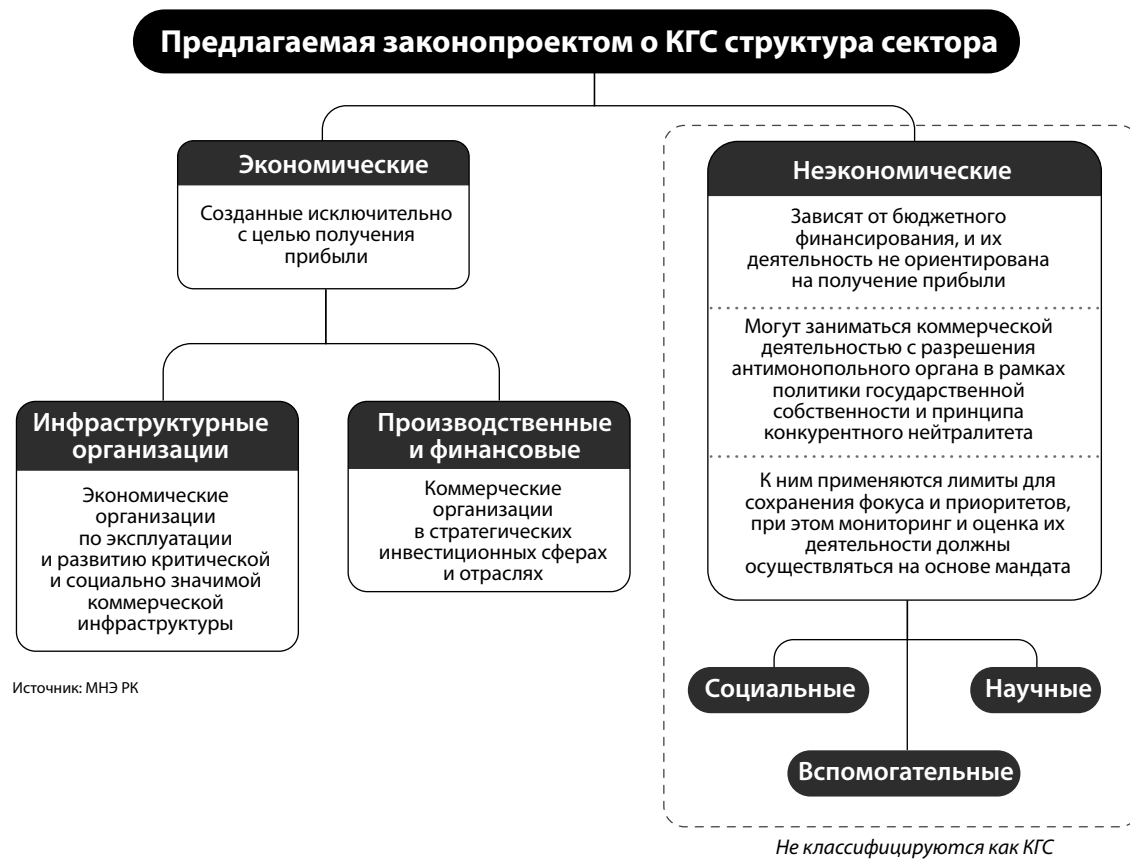 Предлагаемая законопроектом о КГС структура сектора
Экономические
Созданные исключительно
с целью получения
прибыли
Инфраструктурные
организации
Экономические
организации
по эксплуатации
и развитию критической
и социально значимой
коммерческой
инфраструктуры
Производственные
и финансовые
Коммерческие
организации
в стратегических
инвестиционных сферах
и отраслях
Неэкономические
Зависят от бюджетного
финансирования, и их
деятельность не ориентирована
на получение прибыли
Могут заниматься коммерческой
деятельностью с разрешения
антимонопольного органа в рамках
политики государственной
собственности и принципа
конкурентного нейтралитета
К ним применяются лимиты для
сохранения фокуса и приоритетов,
при этом мониторинг и оценка их
деятельности должны
осуществляться на основе мандата
Социальные
Научные
Вспомогательные
Не классифицируются как КГС
Источник: МНЭ РК